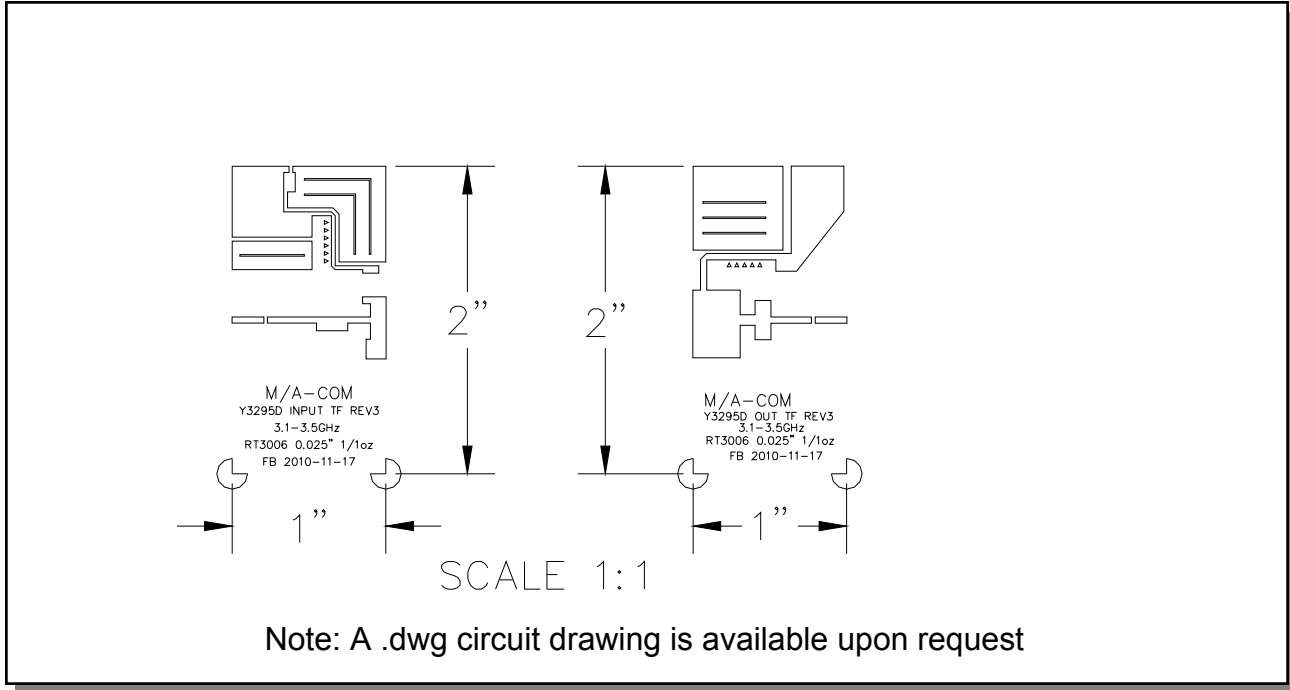 2”
2”
M/A-COM
Y3295D INPUT TF REV3
3.1-3.5GHz
RT3006 0.025" 1/1oz
FB 2010-11-17
M/A-COM
Y3295D OUT TF REV3
3.1-3.5GHz
RT3006 0.025" 1/1oz
FB 2010-11-17
1”
1”
SCALE 1:1
Note: A .dwg circuit drawing is available upon request